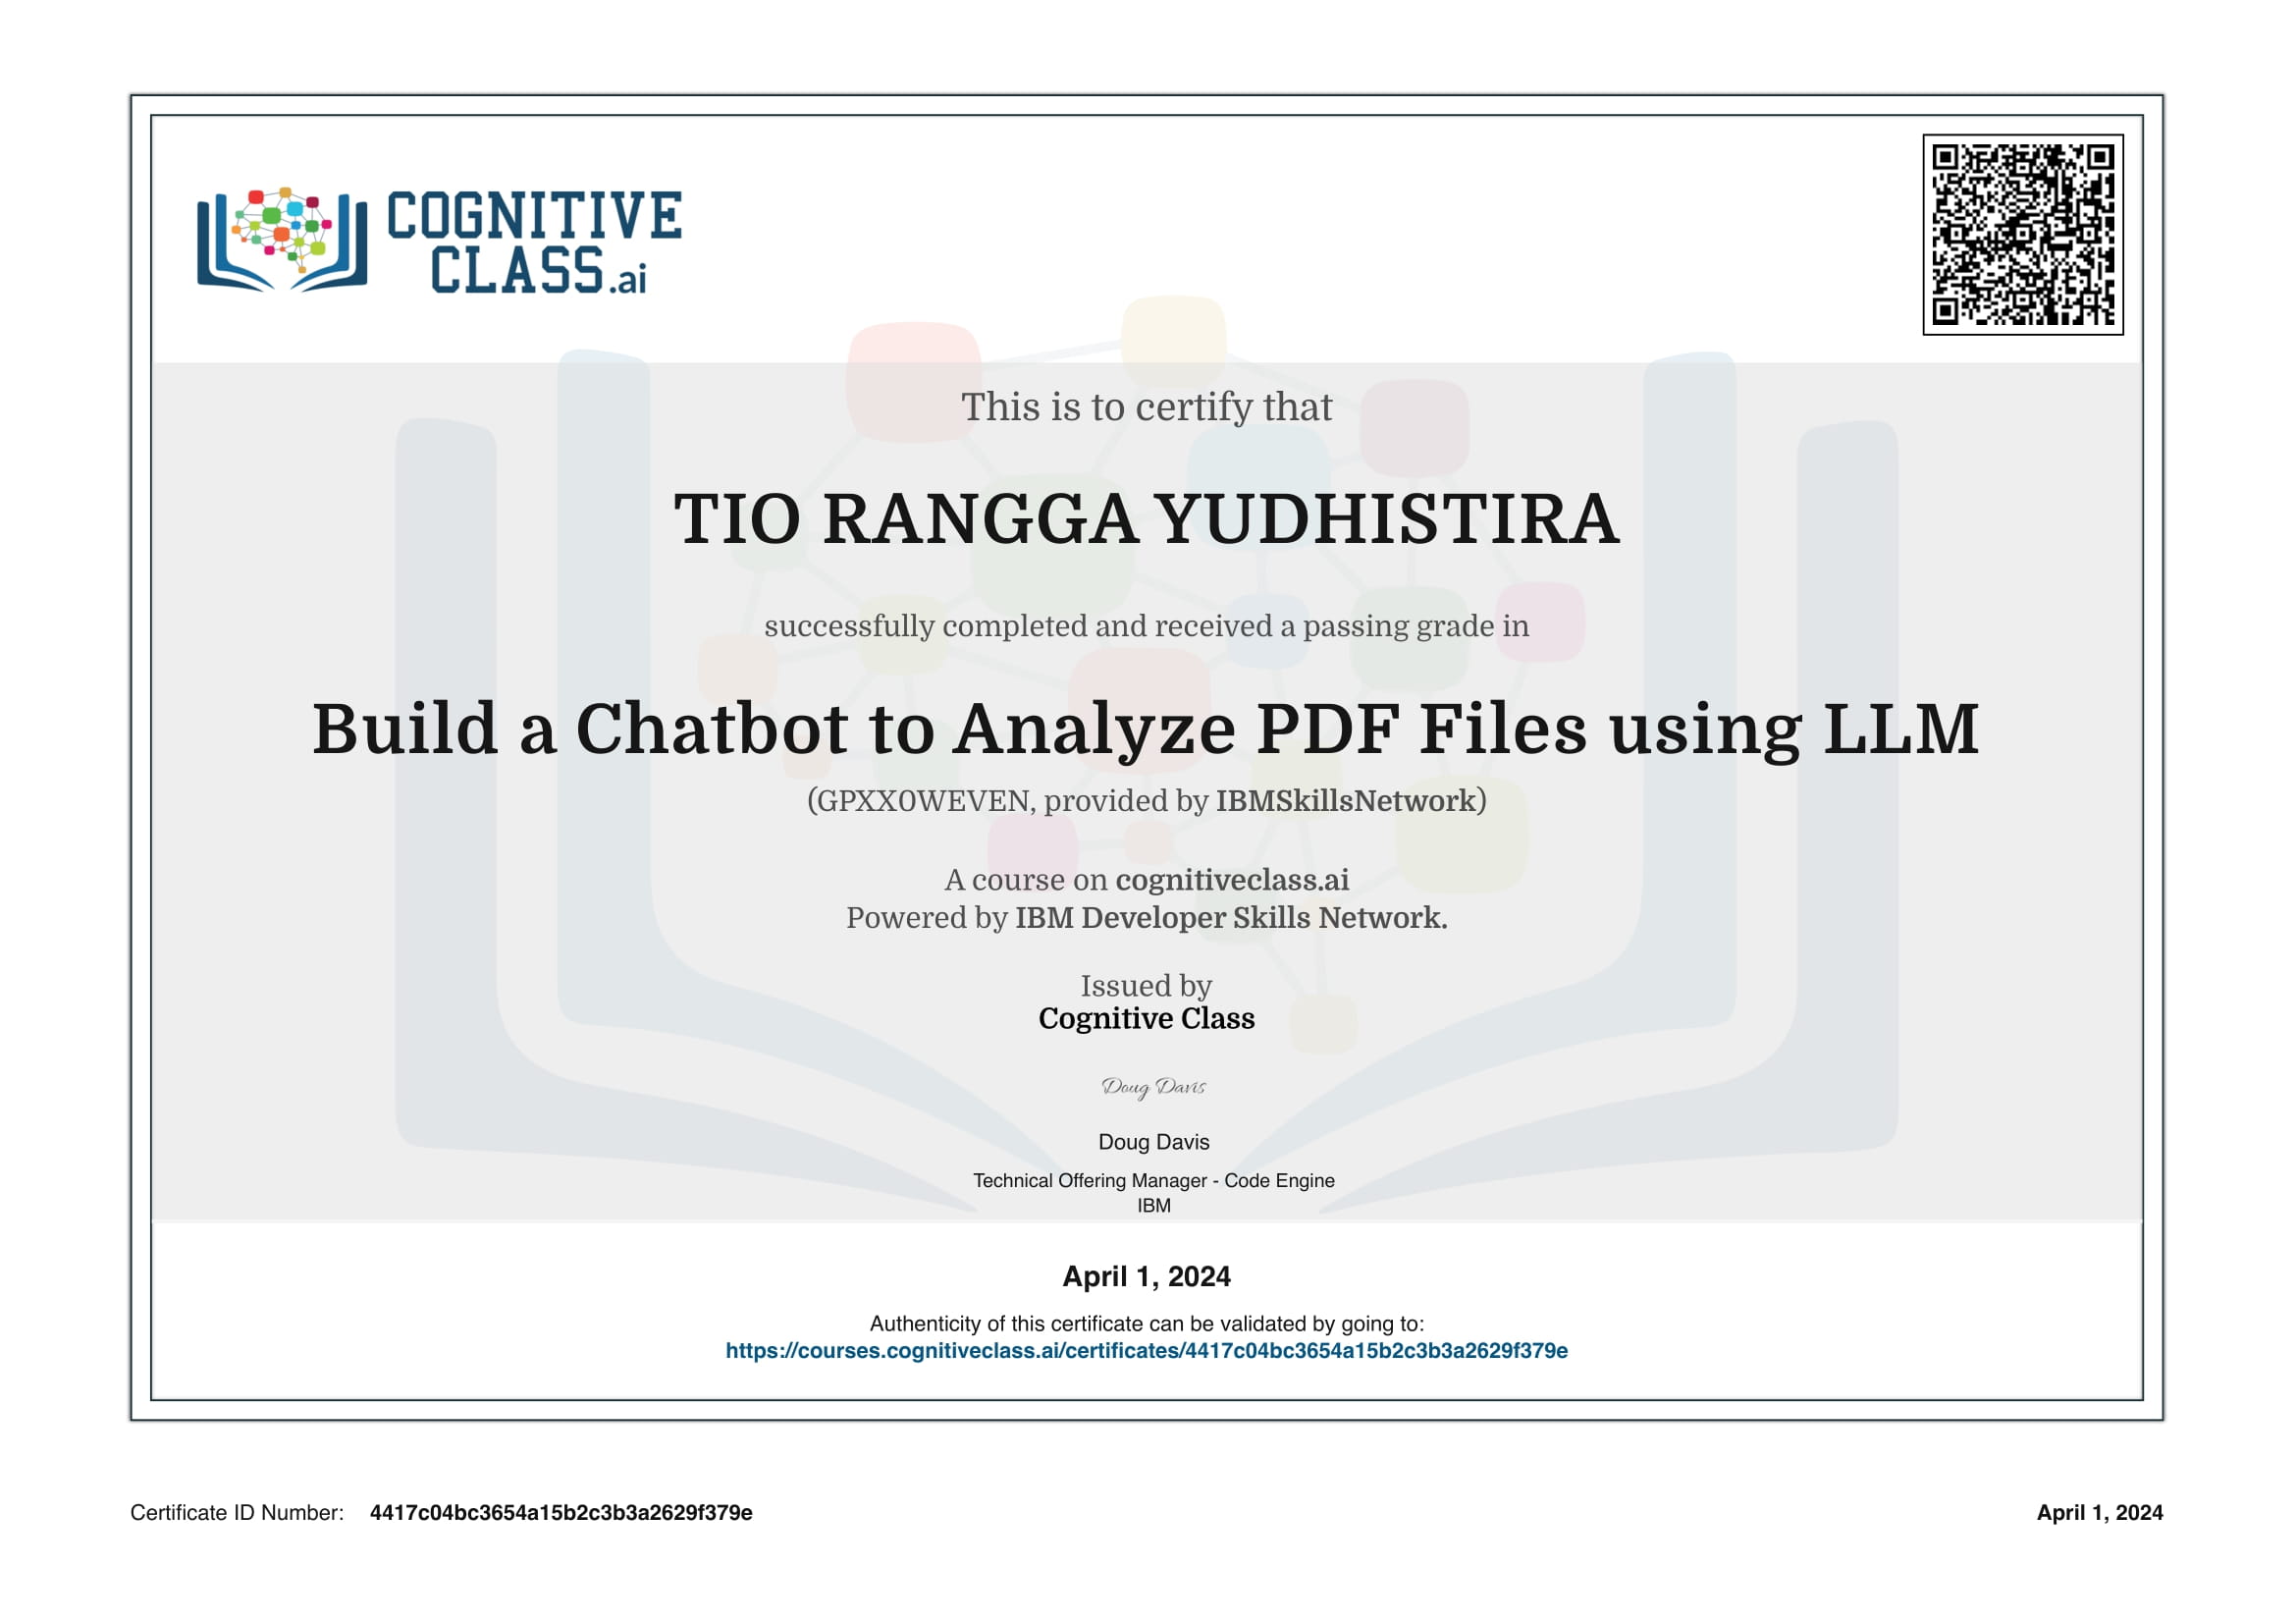 COGNITIVE
CLASS.ai
This is to certify that
TIO RANGGA YUDHISTIRA
successfully completed and received a passing grade in
Build a Chatbot to Analyze PDF Files using LLM
(GPXX0WEVEN, provided by IBMSkillsNetwork)
A course on cognitiveclass.ai
Powered by IBM Developer Skills Network.
Issued by
Cognitive Class
Doug Davis
Doug Davis
Technical Offering Manager - Code Engine
IBM
April 1, 2024
Authenticity of this certificate can be validated by going to:
https://courses.cognitiveclass.ai/certificates/4417c04bc3654a15b2c3b3a2629f379e
Certificate ID Number: 4417c04bc3654a15b2c3b3a2629f379e
April 1, 2024